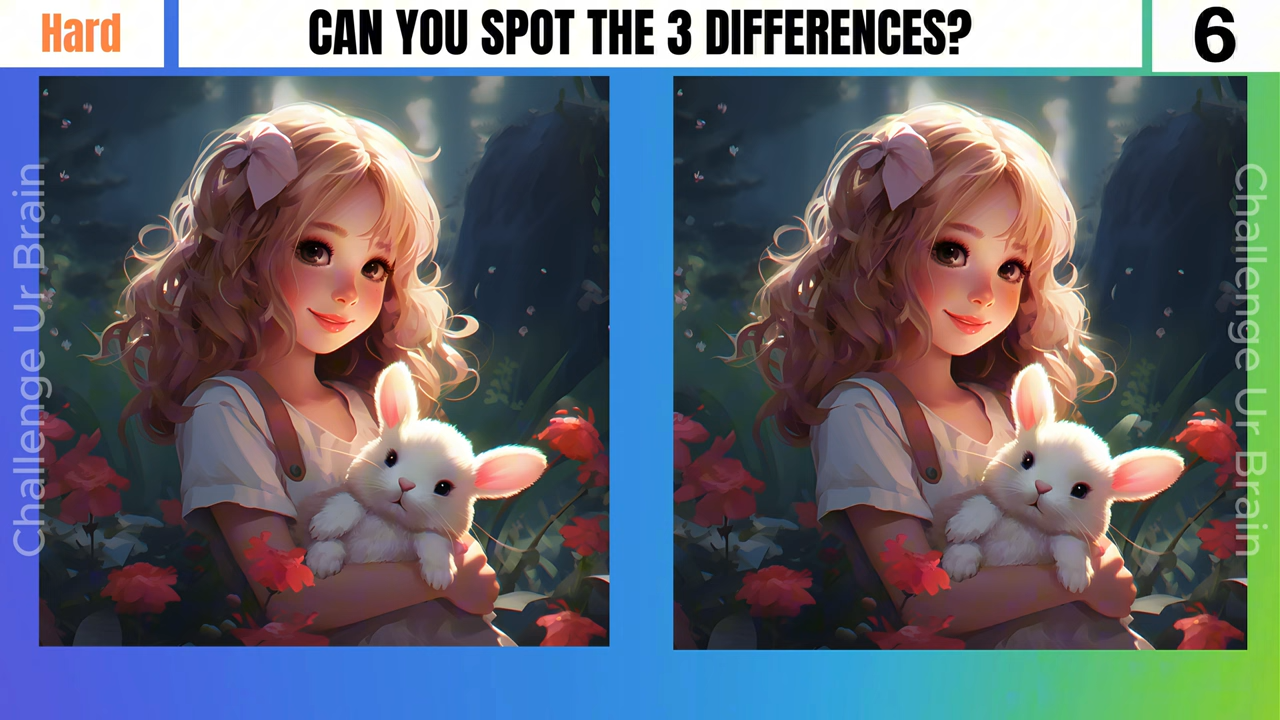 Hard
CAN YOU SPOT THE 3 DIFFERENCES?
6
Challenge Ur Brain
Challenge Ur Brain